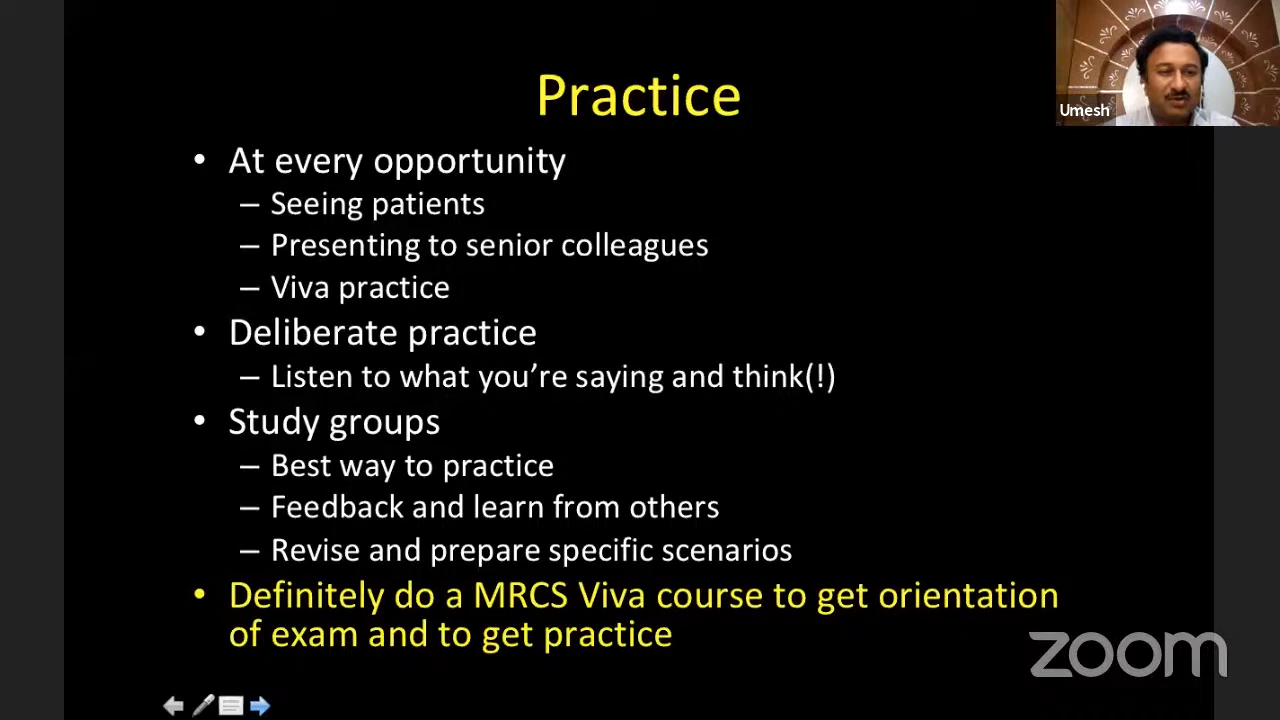 Practice
Umesh
• At every opportunity
– Seeing patients
– Presenting to senior colleagues
– Viva practice
• Deliberate practice
– Listen to what you’re saying and think(!)
• Study groups
– Best way to practice
– Feedback and learn from others
– Revise and prepare specific scenarios
• Definitely do a MRCS Viva course to get orientation
of exam and to get practice
zoom